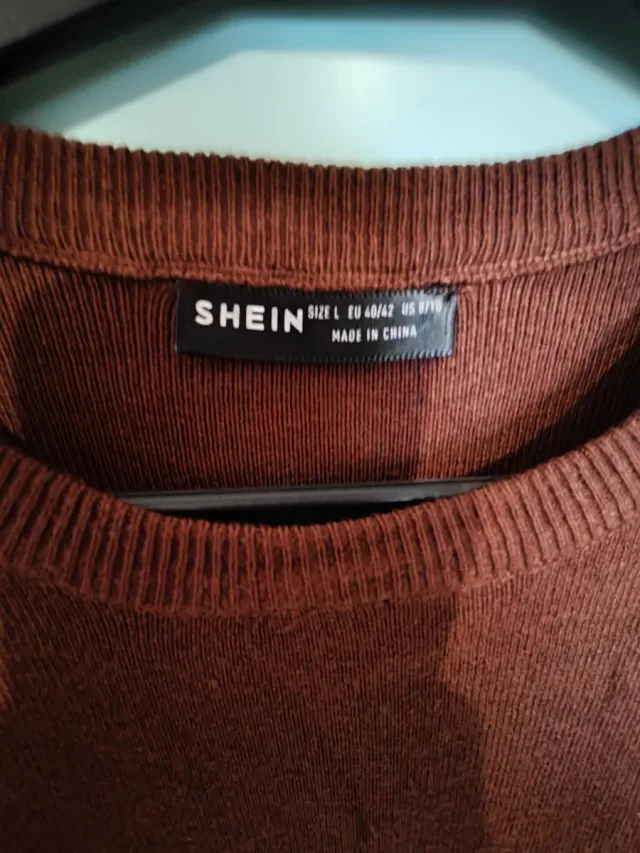 SHEIN SIZE L EU 40/42 US 8/10
MADE IN CHINA